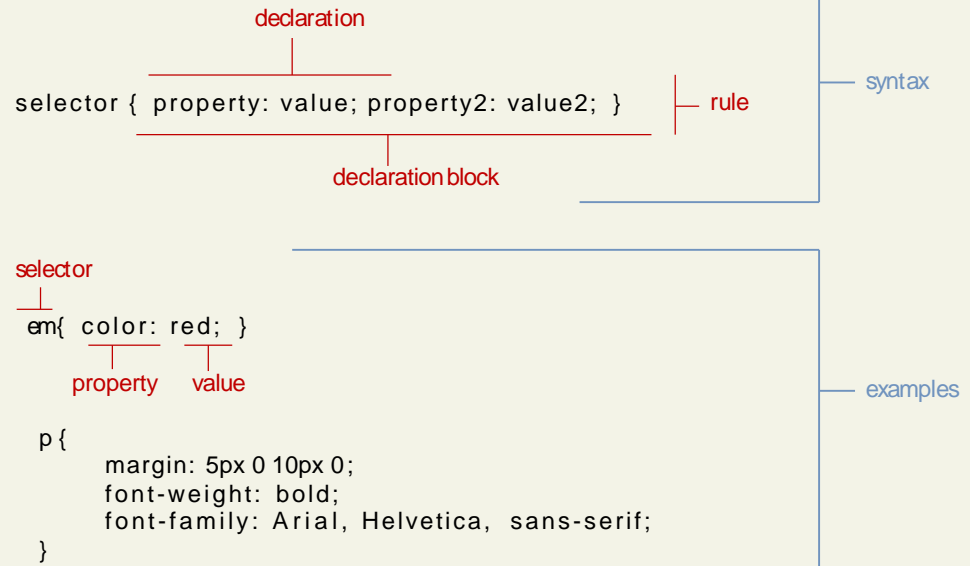 declaration
syntax
selector { property: value; property2: value2; }
rule
declaration block
selector
em{ color: red; }
property value
examples
p {
margin: 5px 0 10px 0;
font-weight: bold;
font-family: Arial, Helvetica, sans-serif;
}